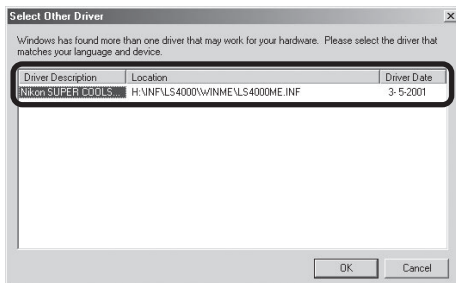 Select Other Driver
Windows has found more than one driver that may work for your hardware. Please select the driver that
matches your language and device.
Driver Description Location Driver Date
Nikon SUPER COOLS... H:\INF\LS4000\WINME\LS4000ME.INF 3- 5-2001
OK Cancel